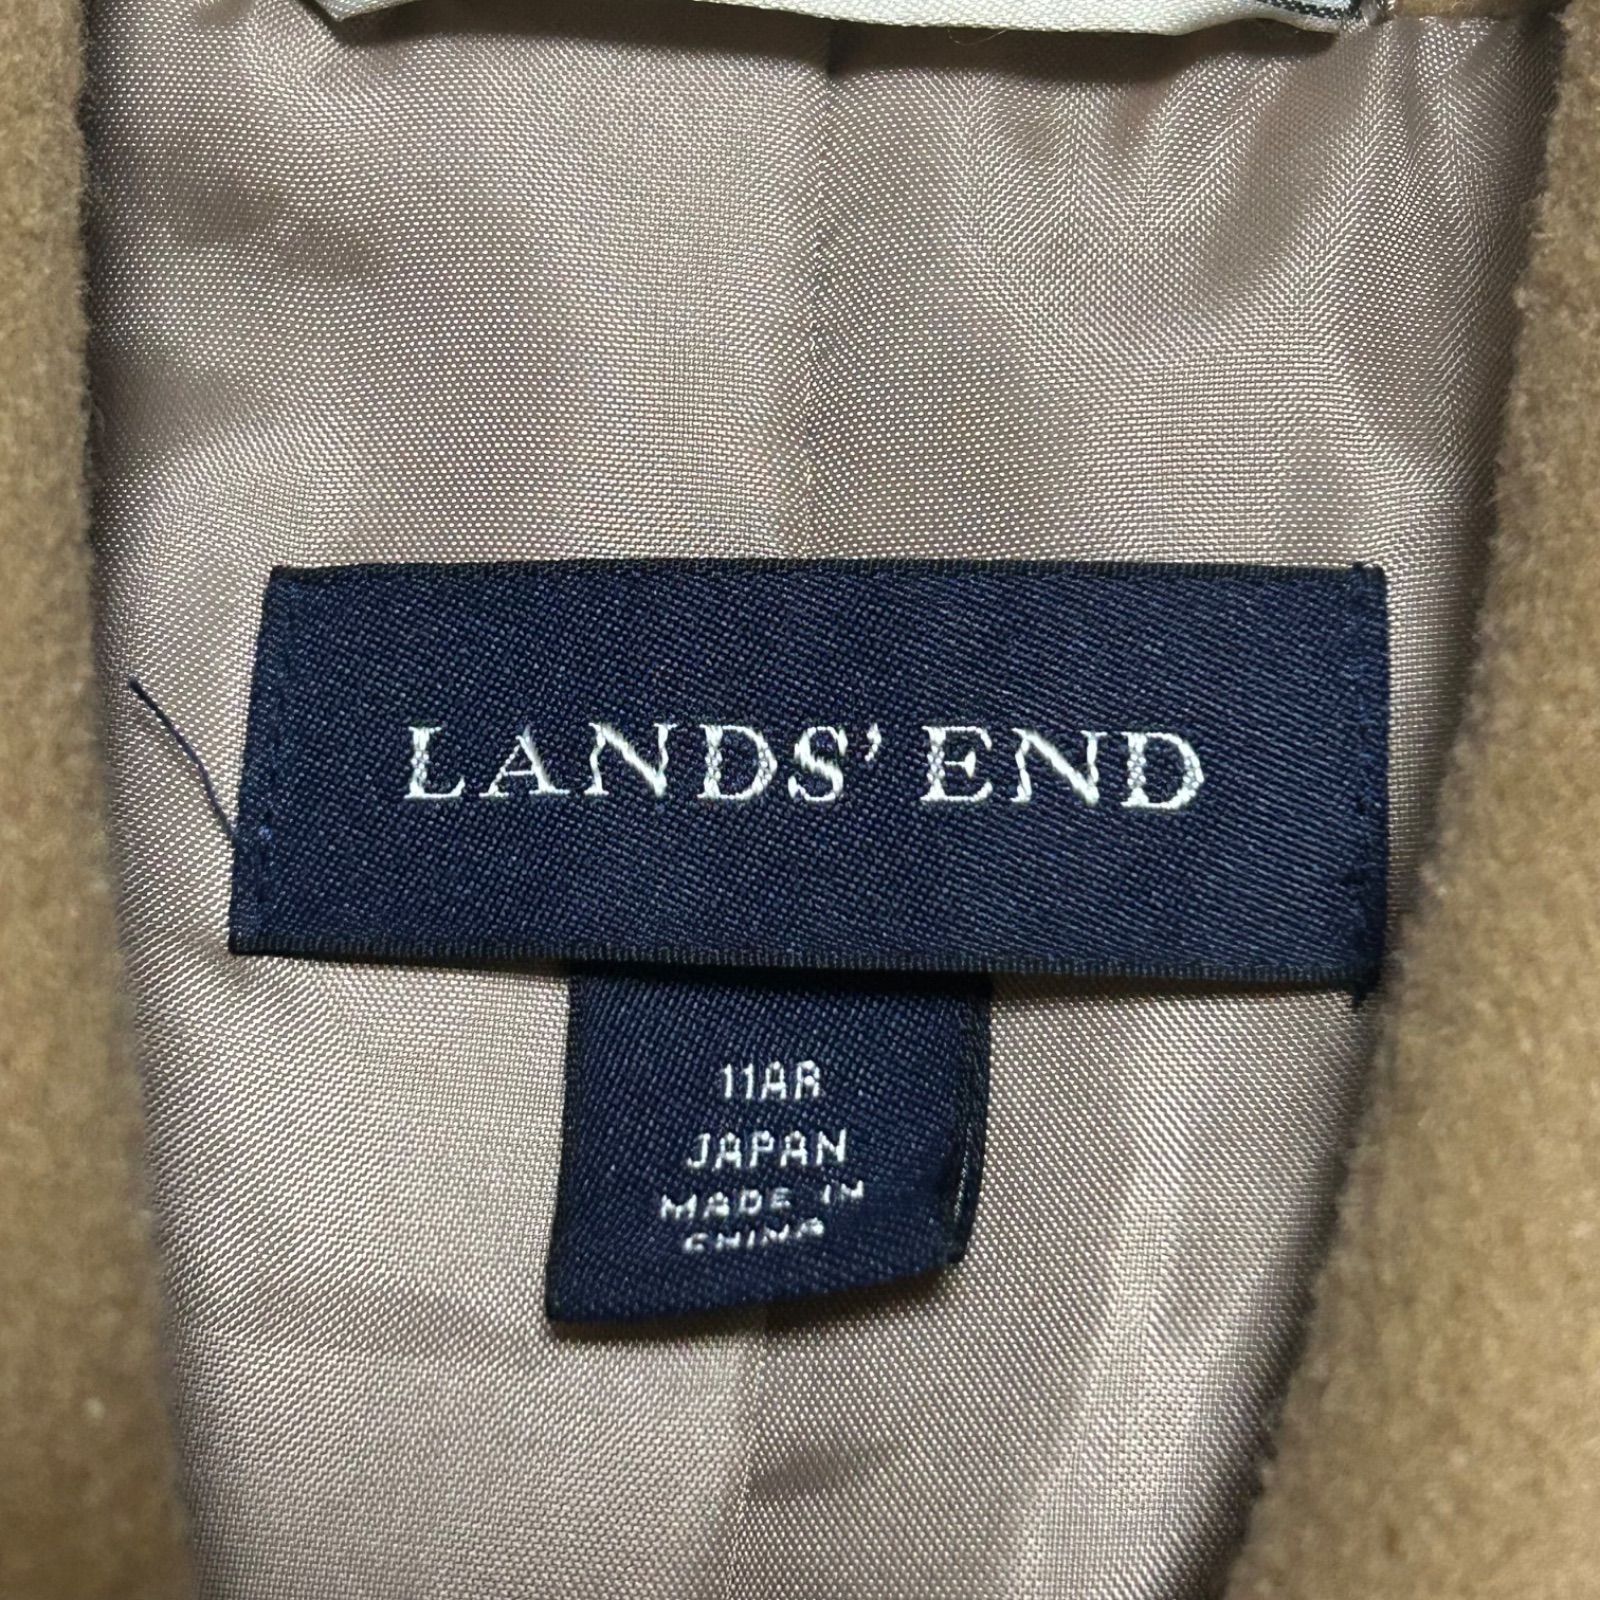 LANDS' END
11AR
JAPAN
MADE IN
CHINA